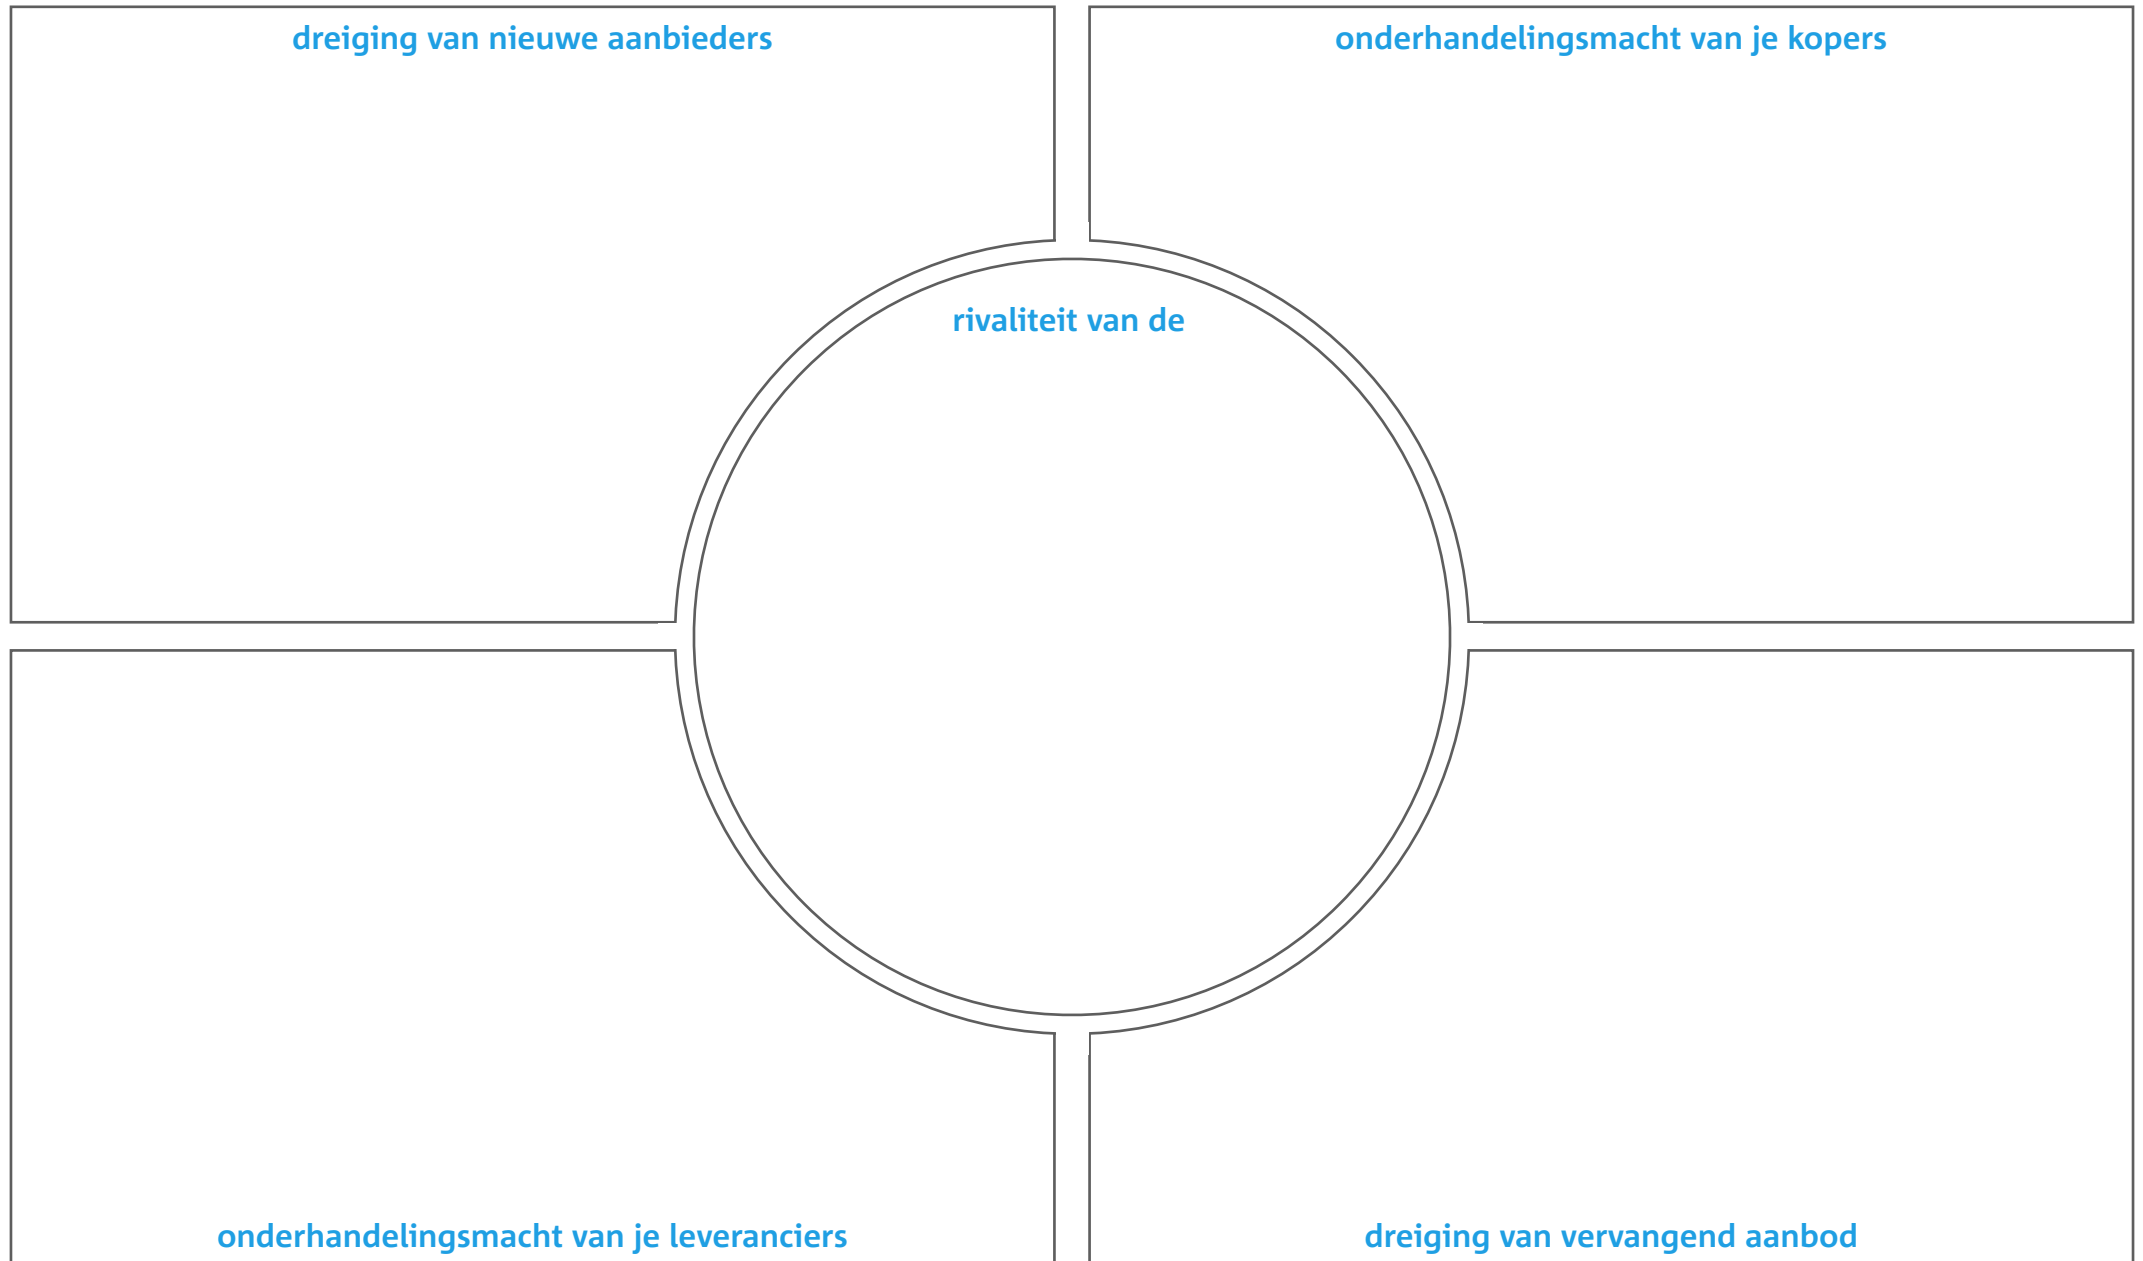 dreiging van nieuwe aanbieders
onderhandelingsmacht van je kopers
rivaliteit van de
onderhandelingsmacht van je leveranciers
dreiging van vervangend aanbod